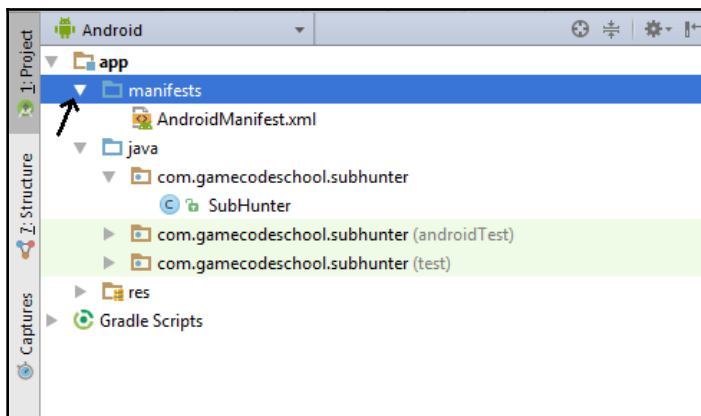 Android
1: Project
app
manifests
AndroidManifest.xml
java
com.gamecodeschool.subhunter
C SubHunter
com.gamecodeschool.subhunter (androidTest)
com.gamecodeschool.subhunter (test)
res
Gradle Scripts
7: Structure
Captures